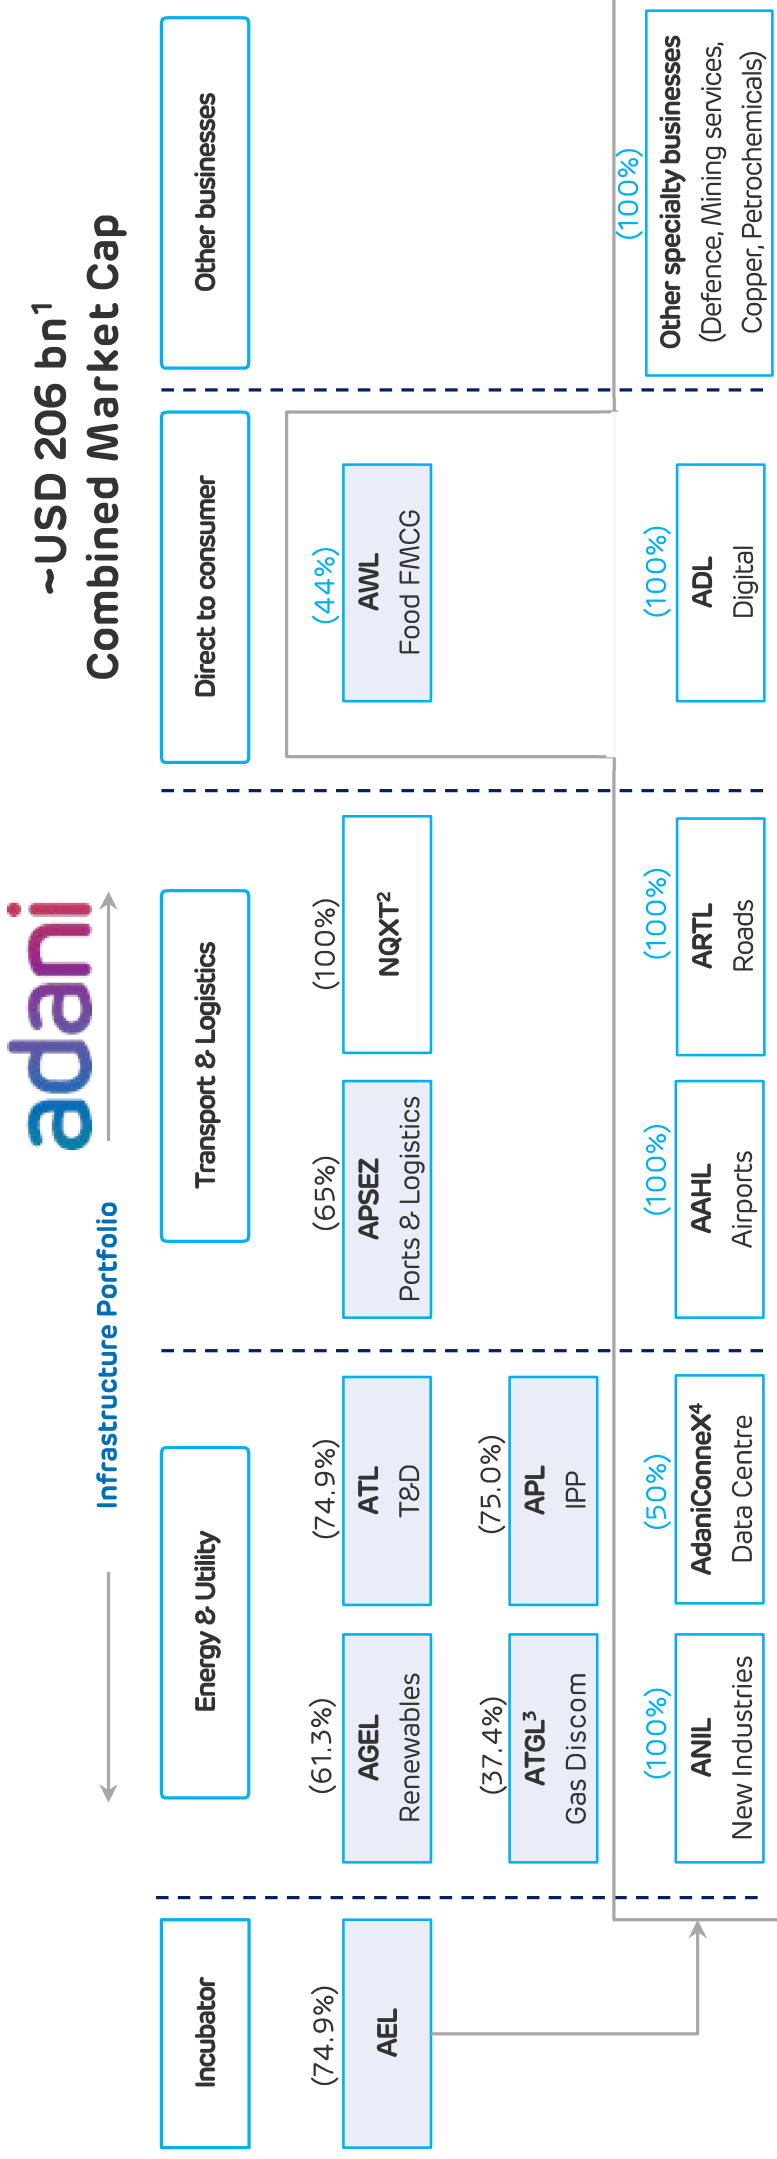 adani
~USD 206 bn¹
Combined Market Cap
Infrastructure Portfolio
Incubator
Energy & Utility
Transport & Logistics
Direct to consumer
Other businesses
(74.9%)
AEL
(61.3%)
AGEL
Renewables
(74.9%)
ATL
T&D
(65%)
APSEZ
Ports & Logistics
(100%)
NQXT²
(44%)
AWL
Food FMCG
(37.4%)
ATGL³
Gas Discom
(75.0%)
APL
IPP
(100%)
ANIL
New Industries
(50%)
AdaniConneX⁴
Data Centre
(100%)
AAHL
Airports
(100%)
ARTL
Roads
(100%)
ADL
Digital
(100%)
Other specialty businesses
(Defence, Mining services,
Copper, Petrochemicals)